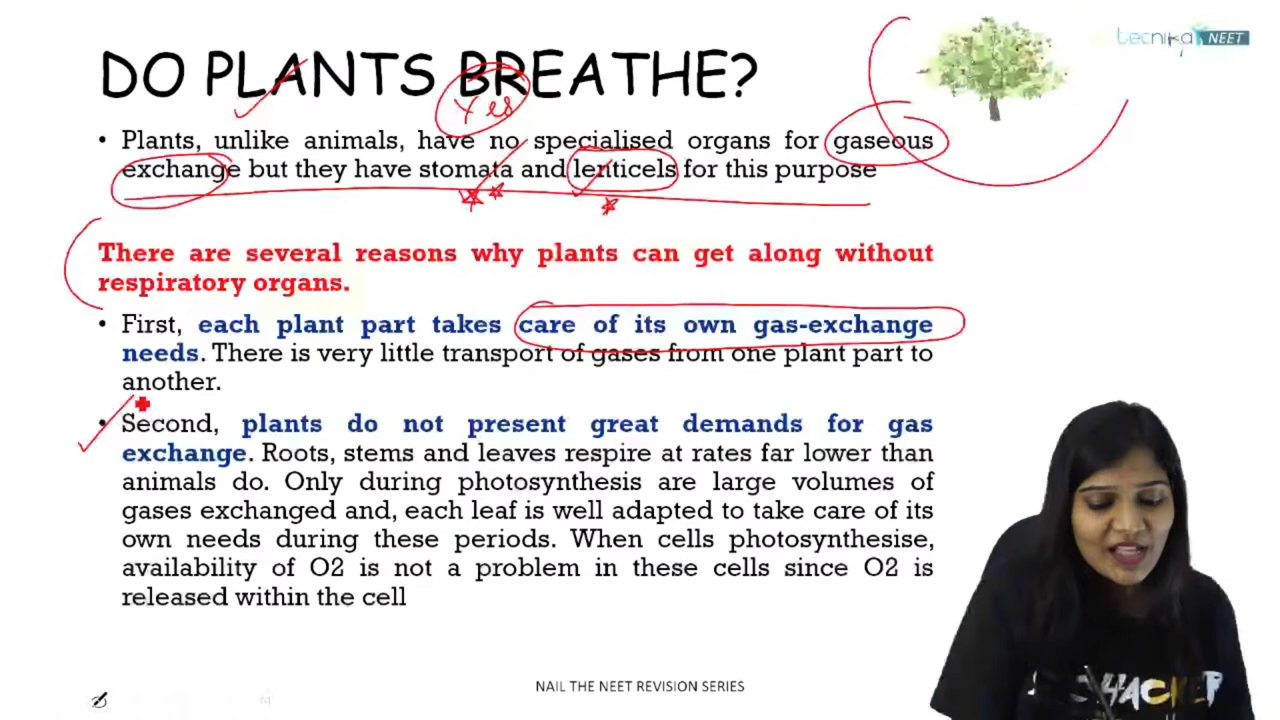 tecnika NEET
DO PLANTS BREATHE?
Yes
• Plants, unlike animals, have no specialised organs for gaseous
exchange but they have stomata and lenticels for this purpose
There are several reasons why plants can get along without
respiratory organs.
• First, each plant part takes care of its own gas-exchange
needs. There is very little transport of gases from one plant part to
another.
• Second, plants do not present great demands for gas
exchange. Roots, stems and leaves respire at rates far lower than
animals do. Only during photosynthesis are large volumes of
gases exchanged and, each leaf is well adapted to take care of its
own needs during these periods. When cells photosynthesise,
availability of O2 is not a problem in these cells since O2 is
released within the cell
HACKER
NAIL THE NEET REVISION SERIES